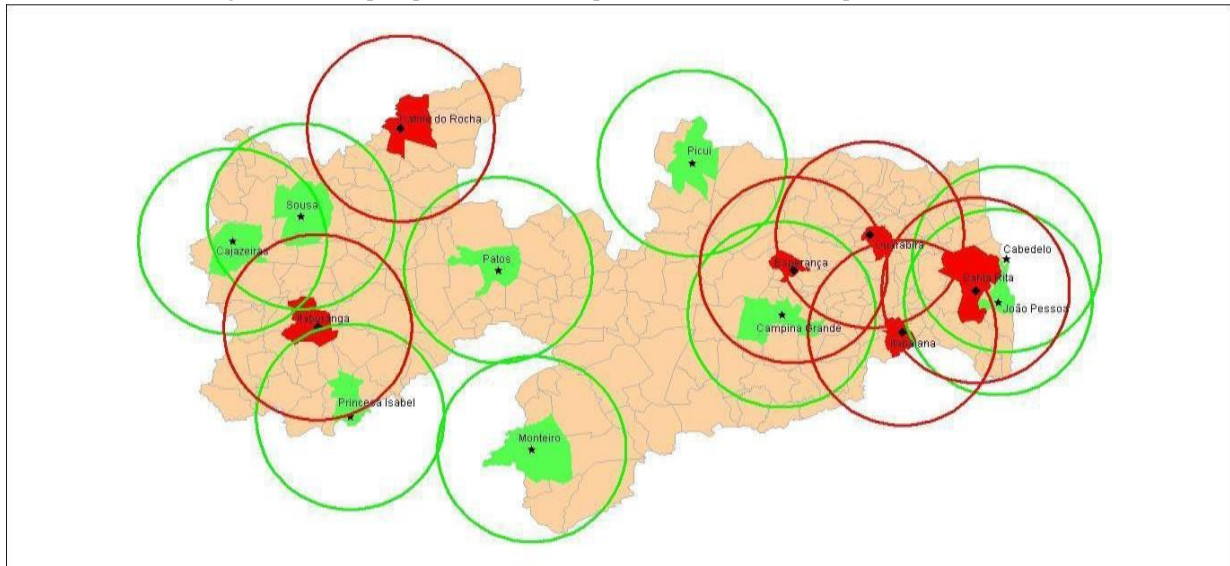 Catolé do Rocha
Picuí
Sousa
Cajazeiras
Patos
Guarabira
Esperança
Cabedelo
Santa Rita
João Pessoa
Itaporanga
Campina Grande
Itabaiana
Princesa Isabel
Monteiro